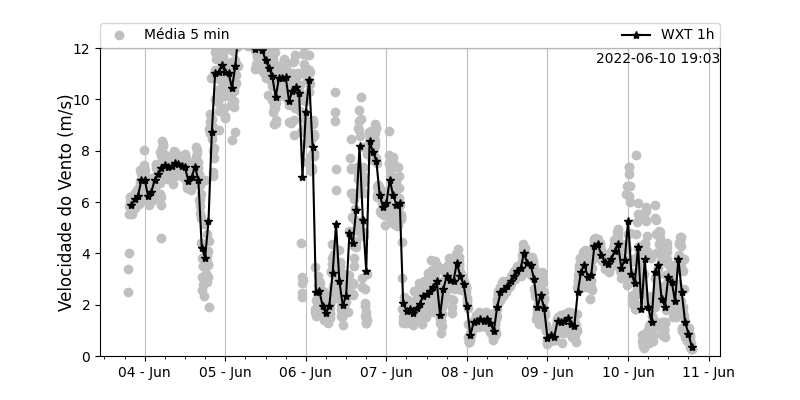 Média 5 min
WXT 1h
2022-06-10 19:03
Velocidade do Vento (m/s)
12
10
8
6
4
2
0
04 - Jun
05 - Jun
06 - Jun
07 - Jun
08 - Jun
09 - Jun
10 - Jun
11 - Jun